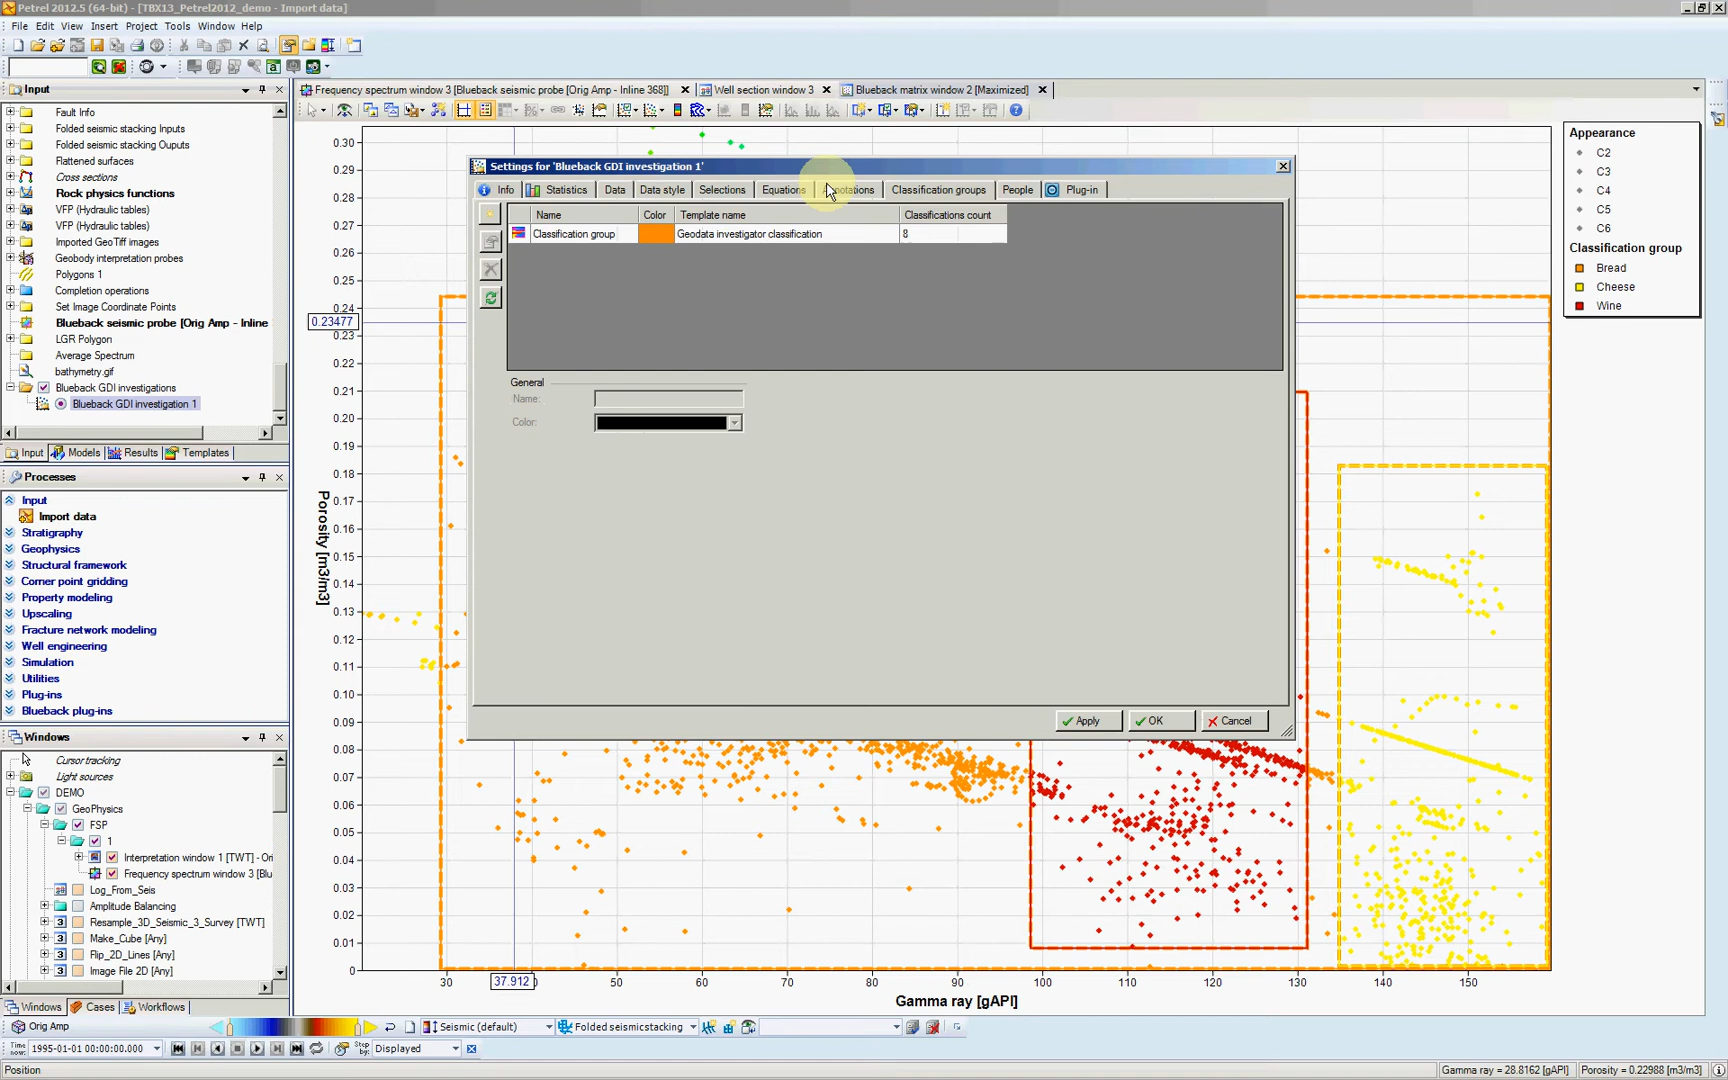 Petrel 2012.5 (64-bit) - [TBX13_Petrel2012_demo - Import data]
File Edit View Insert Project Tools Window Help
Input
Frequency spectrum window 3 [Blueback seismic probe [Orig Amp - Inline 368]]
Well section window 3
Blueback matrix window 2 [Maximized]
Fault Info
Folded seismic stacking Inputs
Folded seismic stacking Ouputs
Flattened surfaces
Cross sections
Rock physics functions
VFP (Hydraulic tables)
VFP (Hydraulic tables)
Imported GeoTiff images
Geobody interpretation probes
Polygons 1
Completion operations
Set Image Coordinate Points
Blueback seismic probe [Orig Amp - Inline
LGR Polygon
Average Spectrum
bathymetry.gif
Blueback GDI investigations
Blueback GDI investigation 1
Input Models Results Templates
Processes
Input
Import data
Stratigraphy
Geophysics
Structural framework
Corner point gridding
Property modeling
Upscaling
Fracture network modeling
Well engineering
Simulation
Utilities
Plug-ins
Blueback plug-ins
Windows
Cursor tracking
Light sources
DEMO
GeoPhysics
FSP
1
Interpretation window 1 [TWT] - Ori
Frequency spectrum window 3 [Blu
Log_From_Seis
Amplitude Balancing
Resample_3D_Seismic_3_Survey [TWT]
Make_Cube [Any]
Flip_2D_Lines [Any]
Image File 2D [Any]
Windows Cases Workflows
Settings for 'Blueback GDI investigation 1'
Info Statistics Data Data style Selections Equations Annotations Classification groups People Plug-in
Name Color Template name Classifications count
Classification group Geodata investigator classification 8
General
Name:
Color:
Apply OK Cancel
Appearance
C2
C3
C4
C5
C6
Classification group
Bread
Cheese
Wine
0.30
0.29
0.28
0.27
0.26
0.25
0.24
0.23477
0.23
0.22
0.21
0.20
0.19
0.18
0.17
0.16
0.15
0.14
0.13
0.12
0.11
0.10
0.09
0.08
0.07
0.06
0.05
0.04
0.03
0.02
0.01
0
Porosity [m3/m3]
30 37.912 0 50 60 70 80 90 100 110 120 130 140 150
Gamma ray [gAPI]
Orig Amp
Seismic (default)
Folded seismicstacking
Time now: 1995-01-01 00:00:00.000
Step by: Displayed
Position
Gamma ray = 28.8162 [gAPI]
Porosity = 0.22988 [m3/m3]